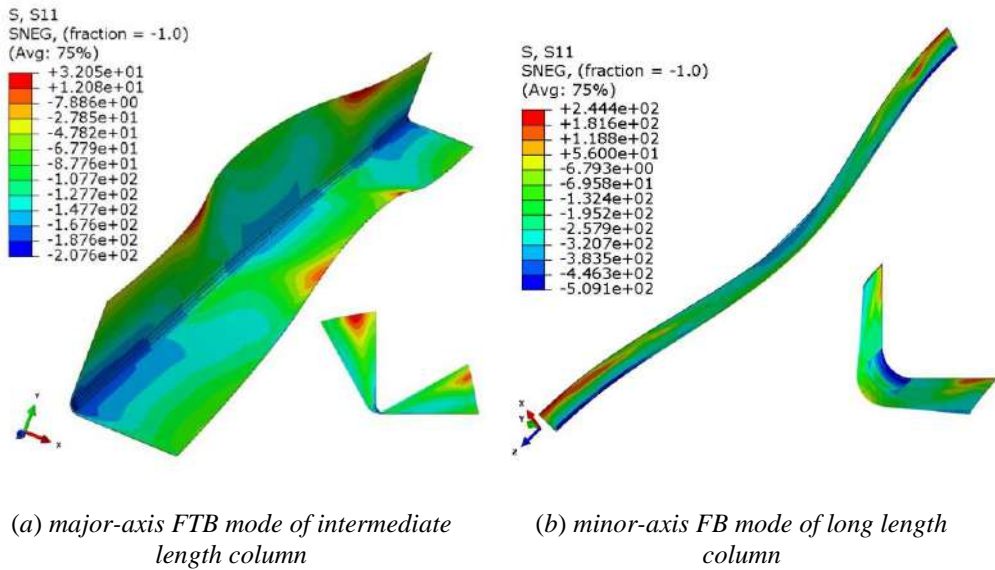 S, S11
SNEG, (fraction = -1.0)
(Avg: 75%)
+3.205e+01
+1.208e+01
-7.886e+00
-2.785e+01
-4.782e+01
-6.779e+01
-8.776e+01
-1.077e+02
-1.277e+02
-1.477e+02
-1.676e+02
-1.876e+02
-2.076e+02
Y
X
S, S11
SNEG, (fraction = -1.0)
(Avg: 75%)
+2.444e+02
+1.816e+02
+1.188e+02
+5.600e+01
-6.793e+00
-6.958e+01
-1.324e+02
-1.952e+02
-2.579e+02
-3.207e+02
-3.835e+02
-4.463e+02
-5.091e+02
X
Y
Z
(a) major-axis FTB mode of intermediate
length column
(b) minor-axis FB mode of long length
column